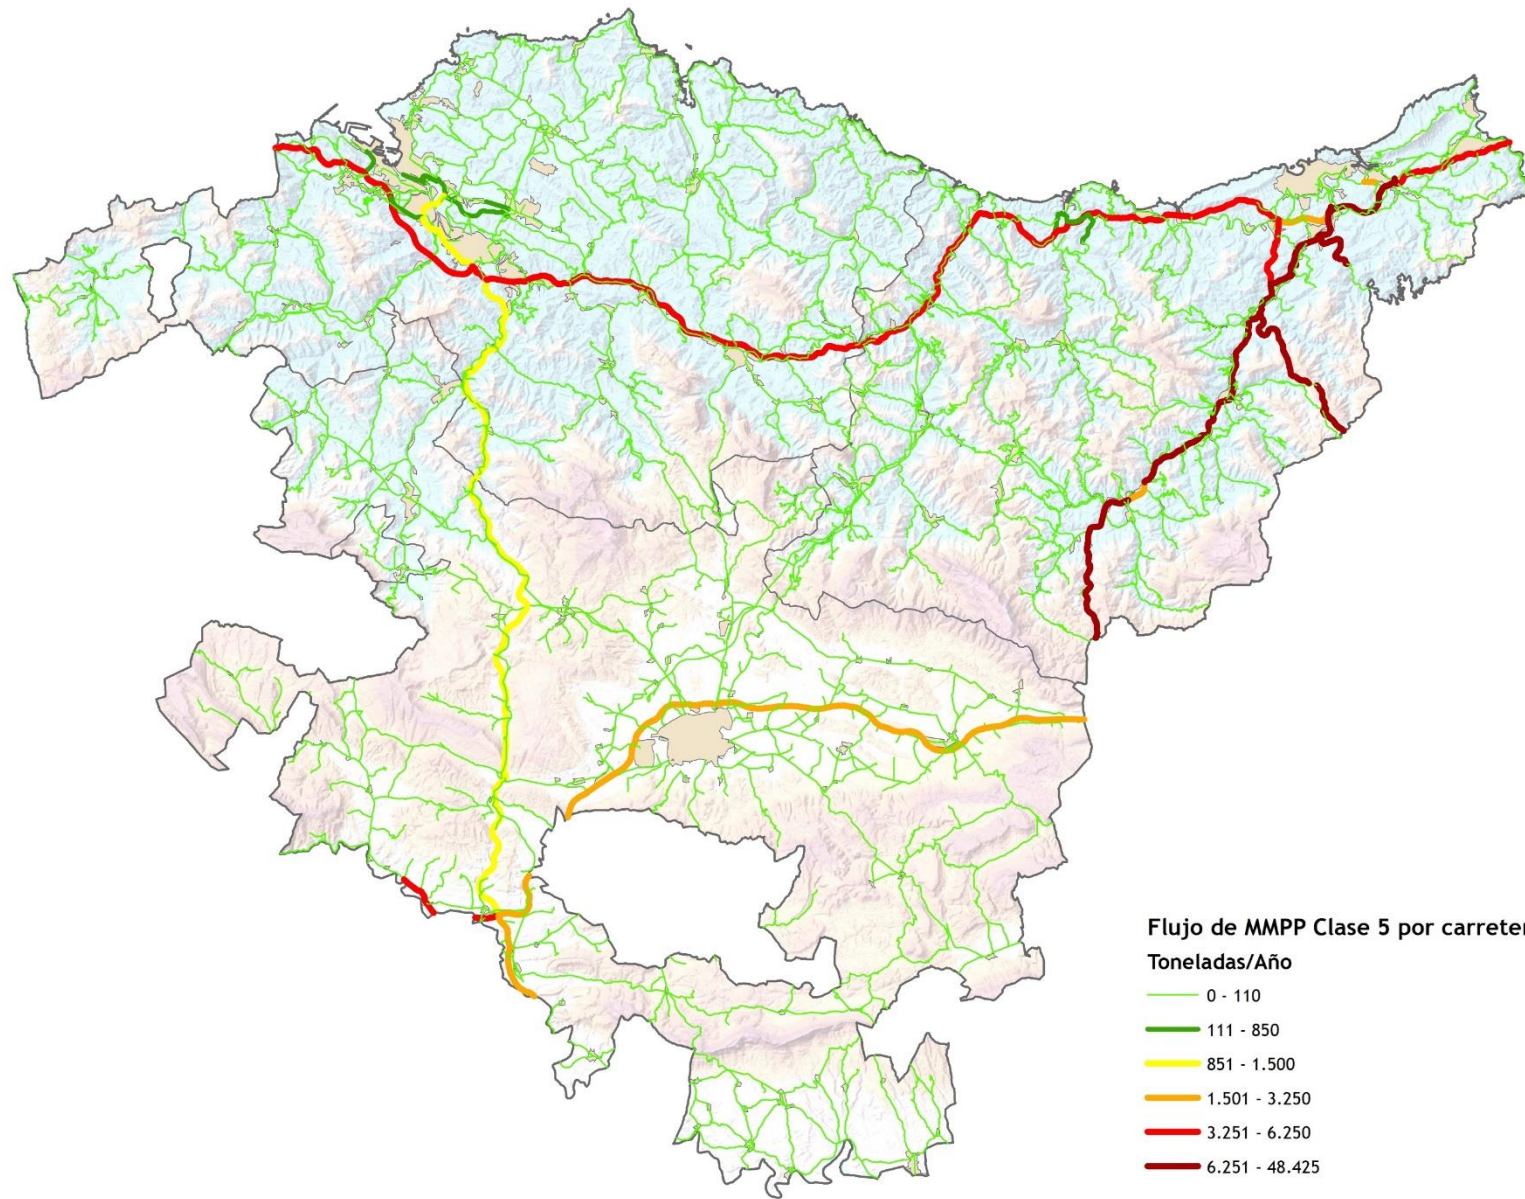 Flujo de MMPP Clase 5 por carreter
Toneladas/Año
0 - 110
111 - 850
851 - 1.500
1.501 - 3.250
3.251 - 6.250
6.251 - 48.425